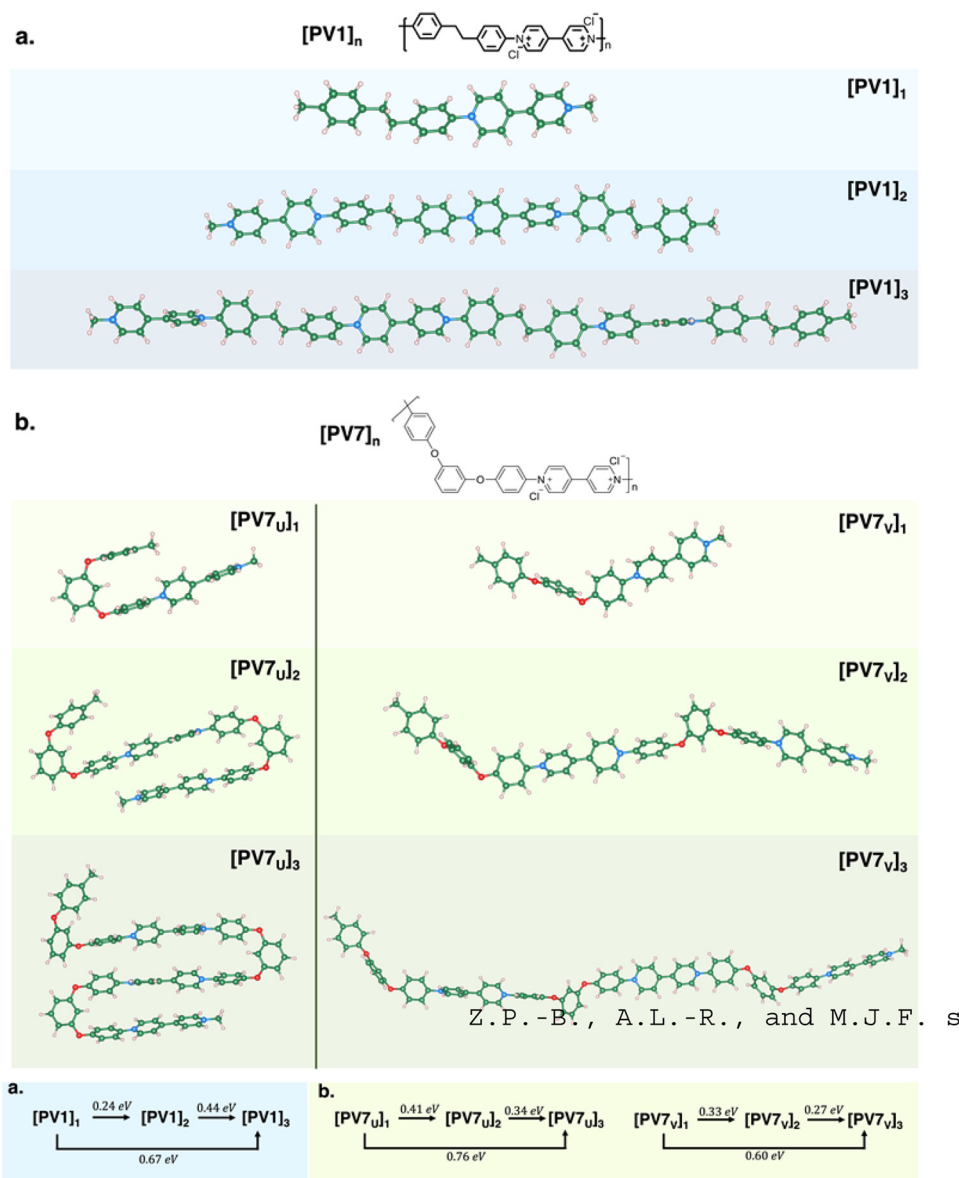 a.
[PV1]n
Cl⁻
N⁺
N⁺
Cl⁻
n
[PV1]1
[PV1]2
[PV1]3
b.
[PV7]n
O
O
Cl⁻
N⁺
N⁺
Cl⁻
n
[PV7U]1
[PV7V]1
[PV7U]2
[PV7V]2
[PV7U]3
[PV7V]3
Z.P.-B., A.L.-R., and M.J.F. s
a.
[PV1]1 0.24 eV [PV1]2 0.44 eV [PV1]3
0.67 eV
b.
[PV7U]1 0.41 eV [PV7U]2 0.34 eV [PV7U]3
0.76 eV
[PV7V]1 0.33 eV [PV7V]2 0.27 eV [PV7V]3
0.60 eV